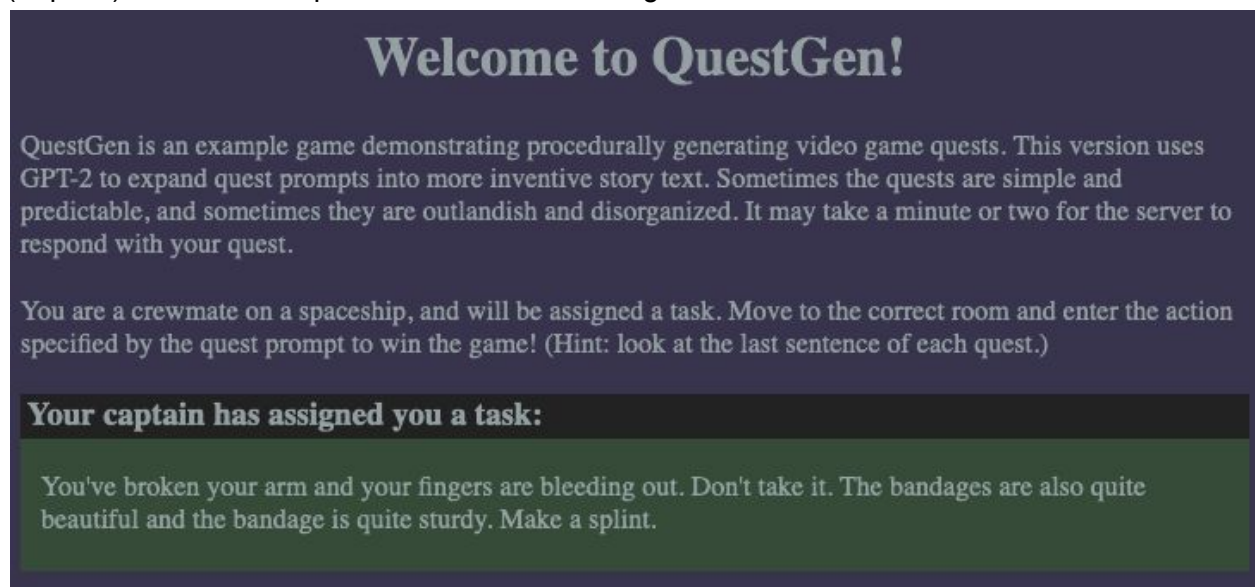 Welcome to QuestGen!
QuestGen is an example game demonstrating procedurally generating video game quests. This version uses
GPT-2 to expand quest prompts into more inventive story text. Sometimes the quests are simple and
predictable, and sometimes they are outlandish and disorganized. It may take a minute or two for the server to
respond with your quest.
You are a crewmate on a spaceship, and will be assigned a task. Move to the correct room and enter the action
specified by the quest prompt to win the game! (Hint: look at the last sentence of each quest.)
Your captain has assigned you a task:
You've broken your arm and your fingers are bleeding out. Don't take it. The bandages are also quite
beautiful and the bandage is quite sturdy. Make a splint.